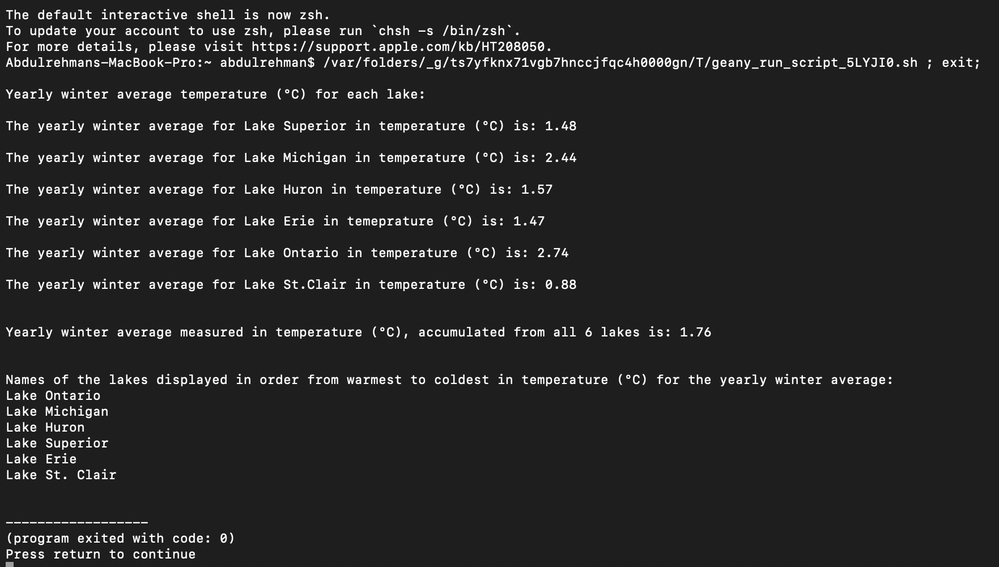 The default interactive shell is now zsh.
To update your account to use zsh, please run `chsh -s /bin/zsh`.
For more details, please visit https://support.apple.com/kb/HT208050.
Abdulrehmans-MacBook-Pro:~ abdulrehman$ /var/folders/_g/ts7yfknx71vgb7hnccjfqc4h0000gn/T/geany_run_script_5LYJI0.sh ; exit;
Yearly winter average temperature (°C) for each lake:
The yearly winter average for Lake Superior in temperature (°C) is: 1.48
The yearly winter average for Lake Michigan in temperature (°C) is: 2.44
The yearly winter average for Lake Huron in temperature (°C) is: 1.57
The yearly winter average for Lake Erie in temeprature (°C) is: 1.47
The yearly winter average for Lake Ontario in temperature (°C) is: 2.74
The yearly winter average for Lake St.Clair in temperature (°C) is: 0.88
Yearly winter average measured in temperature (°C), accumulated from all 6 lakes is: 1.76
Names of the lakes displayed in order from warmest to coldest in temperature (°C) for the yearly winter average:
Lake Ontario
Lake Michigan
Lake Huron
Lake Superior
Lake Erie
Lake St. Clair
------------------
(program exited with code: 0)
Press return to continue